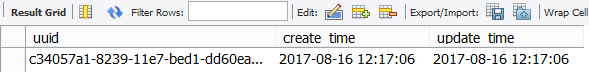 Result Grid Filter Rows: Edit: Export/Import: Wrap Cell
uuid create_time update_time
c34057a1-8239-11e7-bed1-dd60ea... 2017-08-16 12:17:06 2017-08-16 12:17:06